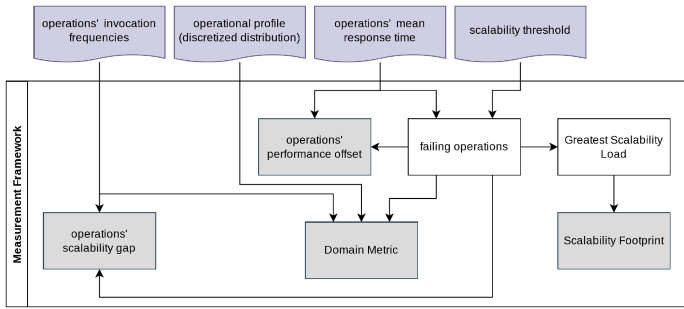 operations' invocation
frequencies
operational profile
(discretized distribution)
operations' mean
response time
scalability threshold
Measurement Framework
operations'
performance offset
failing operations
Greatest Scalability
Load
operations'
scalability gap
Domain Metric
Scalability Footprint